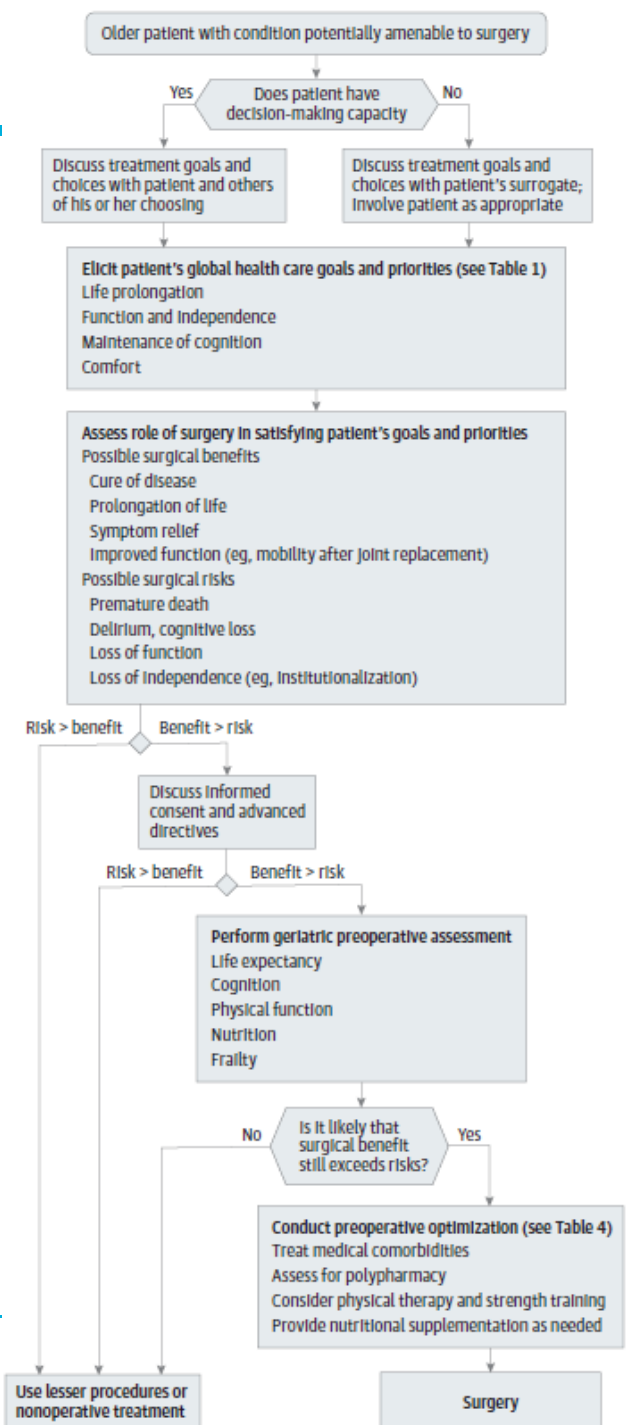 Older patient with condition potentially amenable to surgery
Does patient have
decision-making capacity
Yes
No
Discuss treatment goals and
choices with patient and others
of his or her choosing
Discuss treatment goals and
choices with patient's surrogate;
Involve patient as appropriate
Elicit patient's global health care goals and priorities (see Table 1)
Life prolongation
Function and Independence
Maintenance of cognition
Comfort
Assess role of surgery in satisfying patient's goals and priorities
Possible surgical benefits
Cure of disease
Prolongation of life
Symptom relief
Improved function (eg, mobility after joint replacement)
Possible surgical risks
Premature death
Delirium, cognitive loss
Loss of function
Loss of Independence (eg, Institutionalization)
Risk > benefit
Benefit > risk
Discuss Informed
consent and advanced
directives
Risk > benefit
Benefit > risk
Perform geriatric preoperative assessment
Life expectancy
Cognition
Physical function
Nutrition
Frailty
Is it likely that
surgical benefit
still exceeds risks?
No
Yes
Conduct preoperative optimization (see Table 4)
Treat medical comorbidities
Assess for polypharmacy
Consider physical therapy and strength training
Provide nutritional supplementation as needed
Use lesser procedures or
nonoperative treatment
Surgery